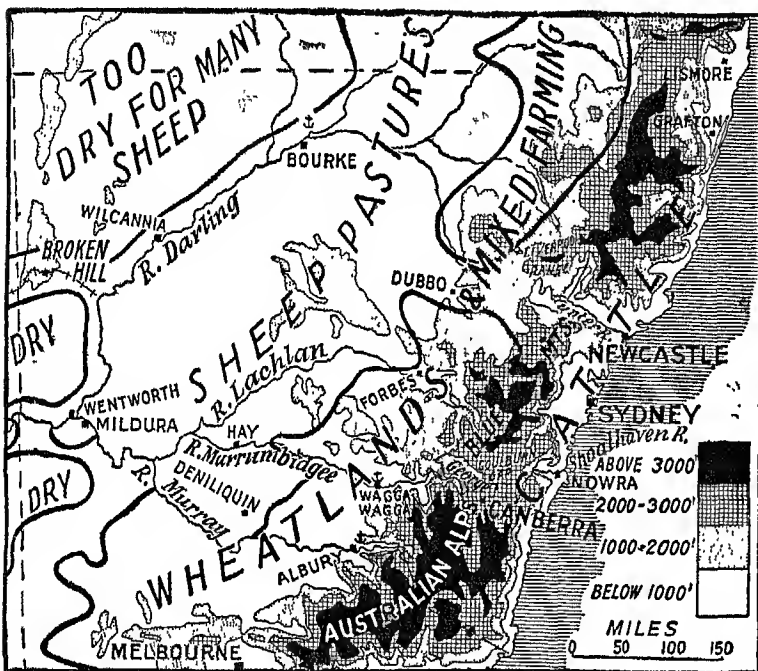 TOO
DRY FOR MANY
SHEEP
SHEEP PASTURES
& MIXED FARMING
LISMORE
GRAFTON
BOURKE
WILCANNIA
R. Darling
BROKEN
HILL
DUBBO
CATTLE
NEWCASTLE
DRY
R. Lachlan
WENTWORTH
MILDURA
HAY
FORBES
BLUE
MTS
SYDNEY
Shoalhaven R.
R. Murrumbidgee
DENILIQUIN
R. Murray
DRY
WHEATLANDS
WAGGA
WAGGA
NOWRA
CANBERRA
ALBURY
AUSTRALIAN ALPS
MELBOURNE
ABOVE 3000'
2000-3000'
1000-2000'
BELOW 1000'
MILES
0 50 100 150